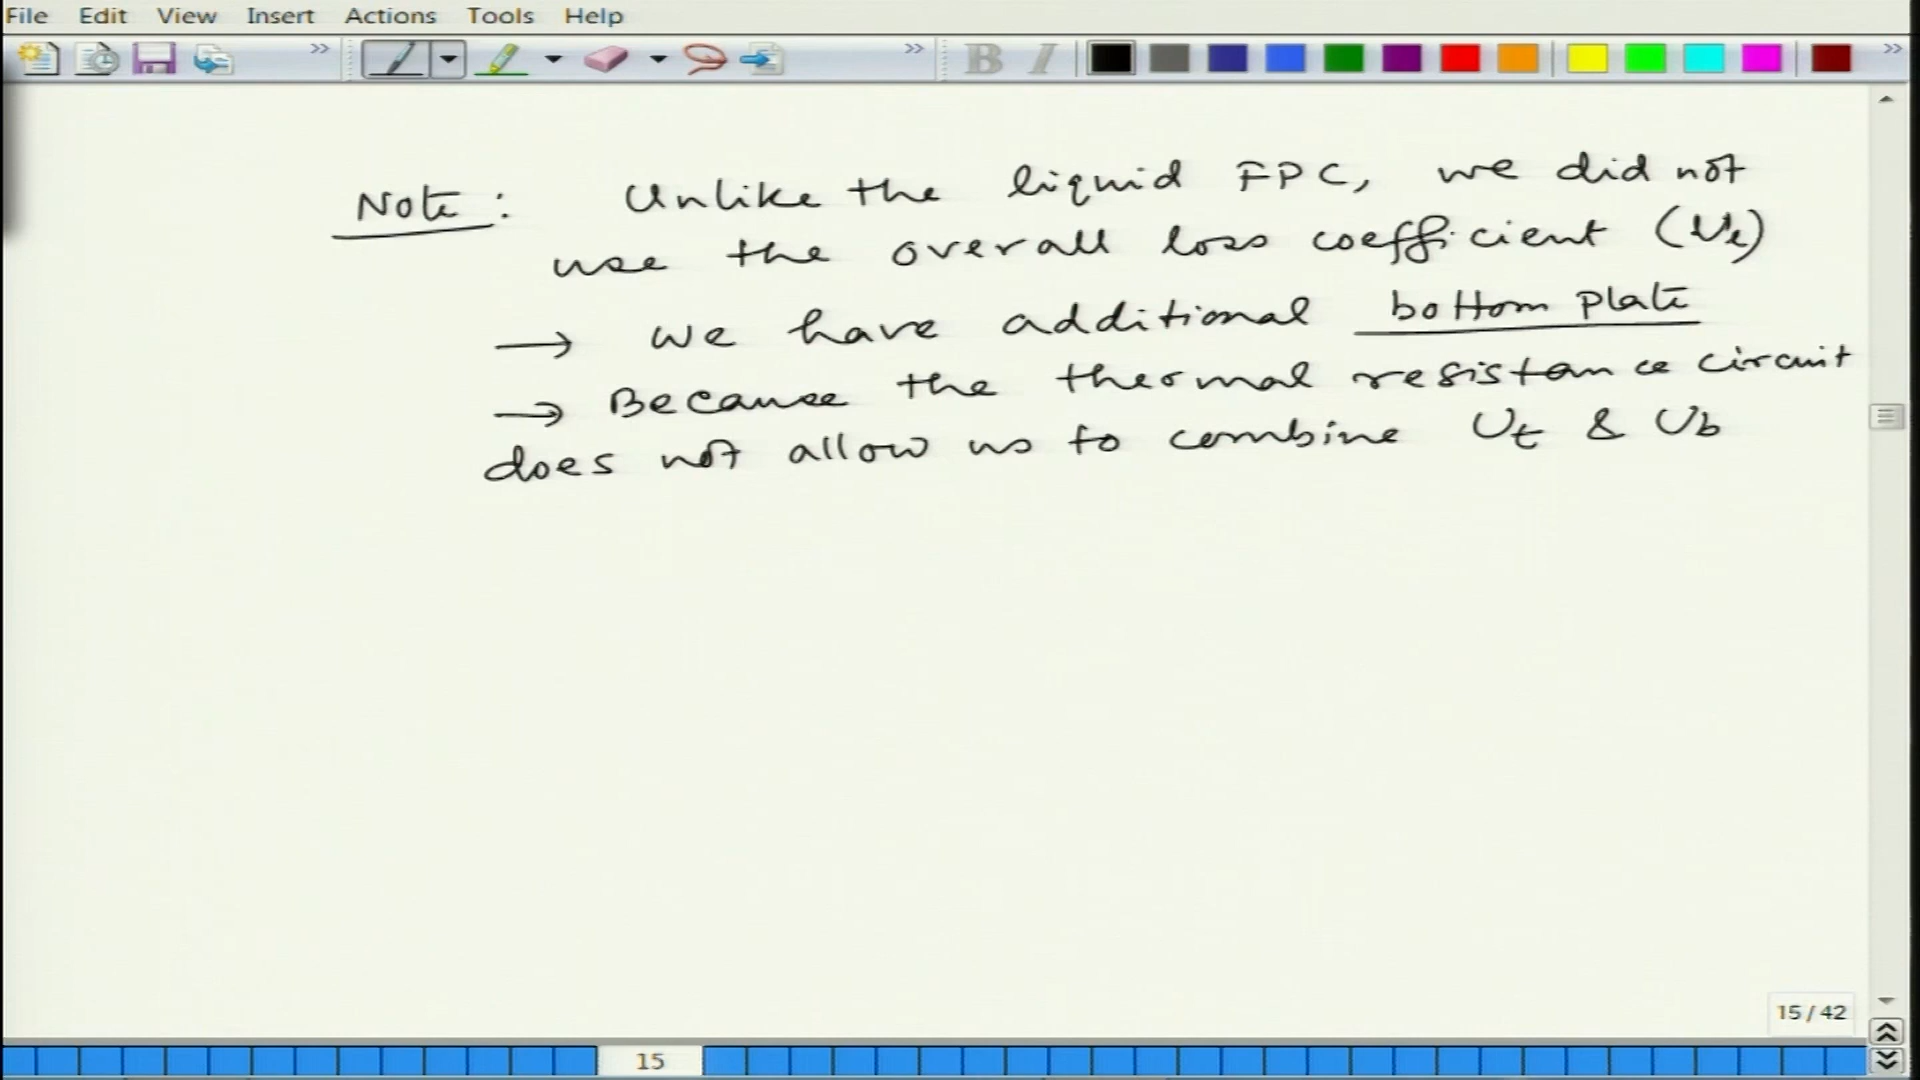 File Edit View Insert Actions Tools Help
B I
Note : Unlike the liquid FPC, we did not
use the overall loss coefficient (Ul)
→ We have additional bottom plate
→ Because the thermal resistance circuit
does not allow us to combine Ut & Ub
15 / 42
15